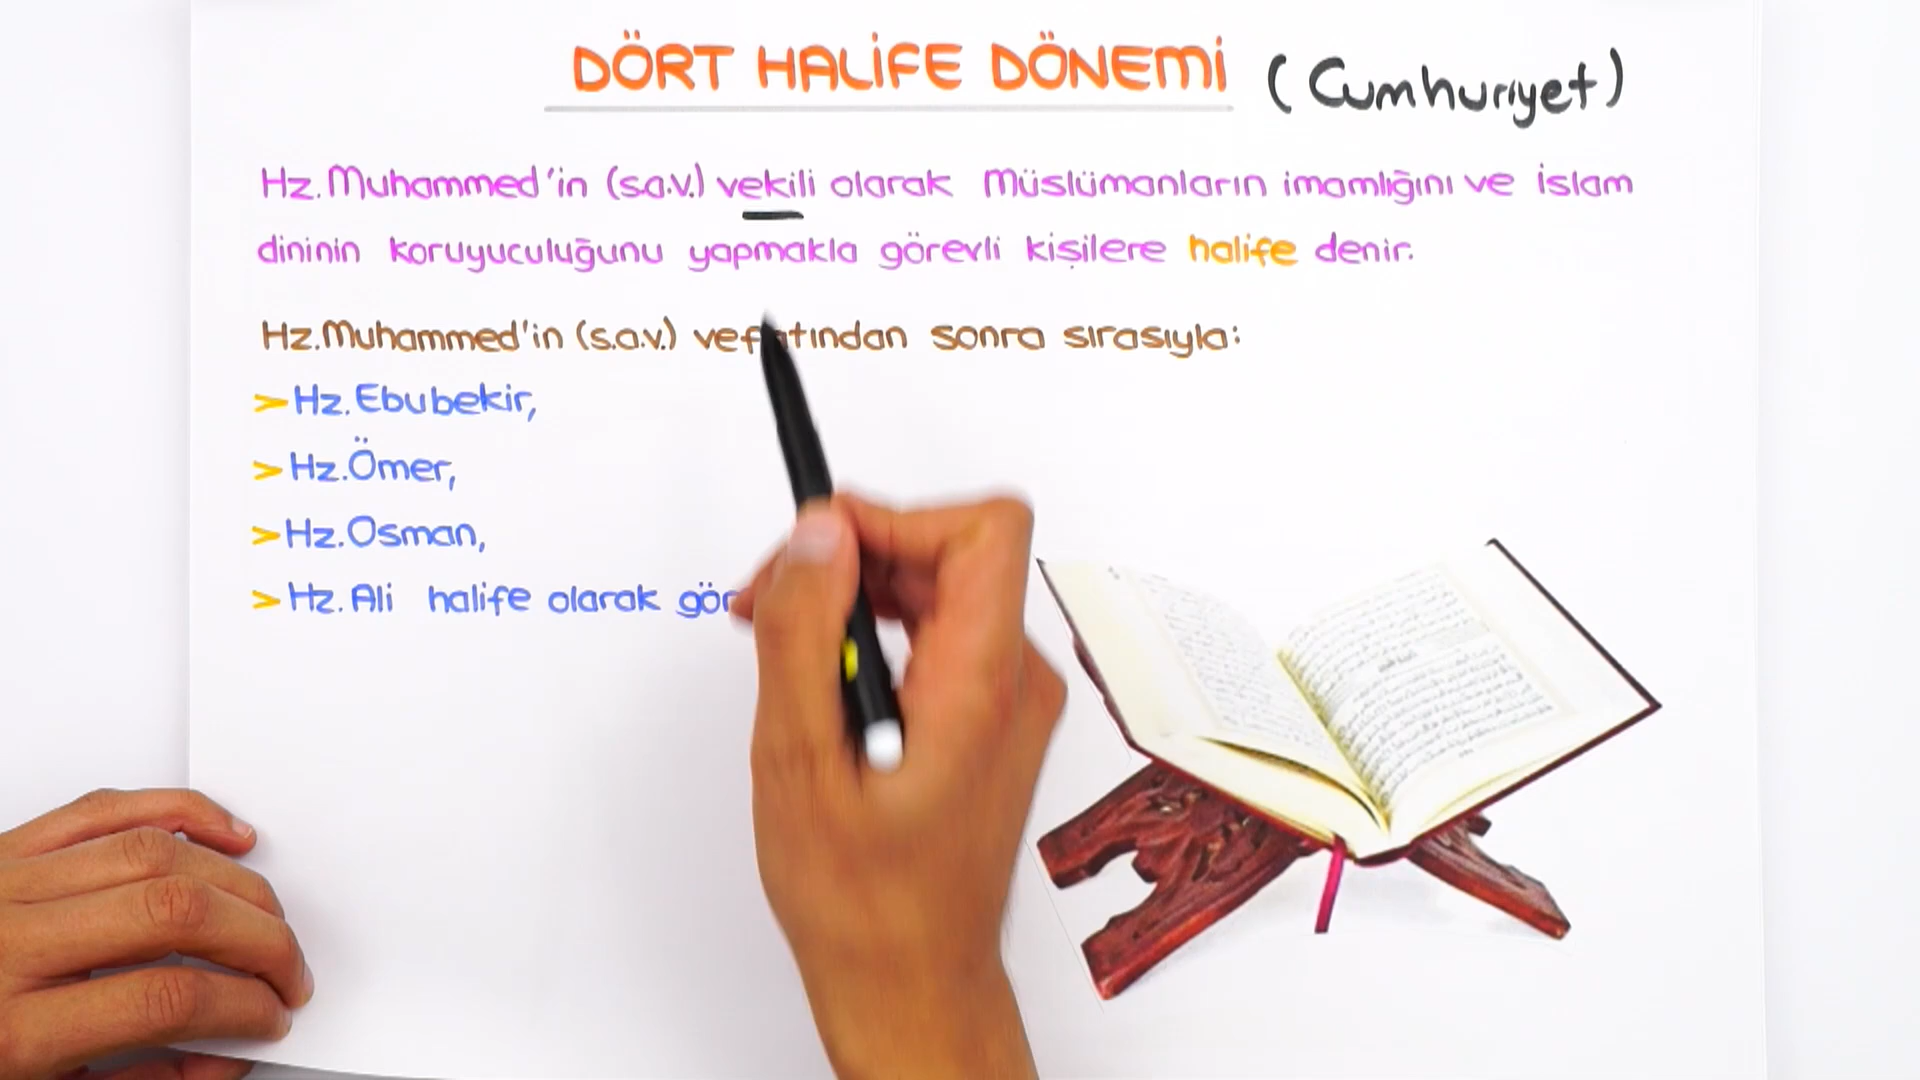 DÖRT HALİFE DÖNEMİ (Cumhuriyet)
Hz.Muhammed'in (s.a.v.) vekili olarak Müslümanların imamlığını ve İslam
dininin koruyuculuğunu yapmakla görevli kişilere halife denir.
Hz.Muhammed'in (s.a.v.) vefatından sonra sırasıyla:
>Hz.Ebubekir,
>Hz.Ömer,
>Hz.Osman,
>Hz.Ali halife olarak